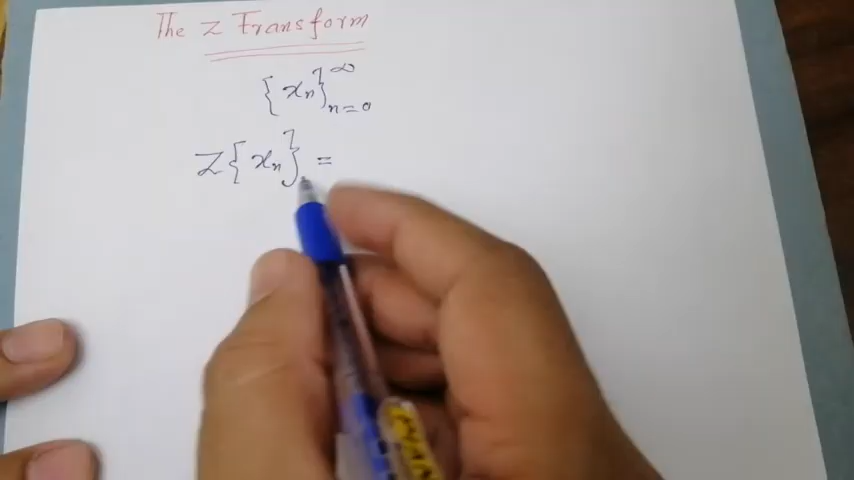 The Z Transform
{xₙ}^∞_{n=0}
Z{xₙ} =